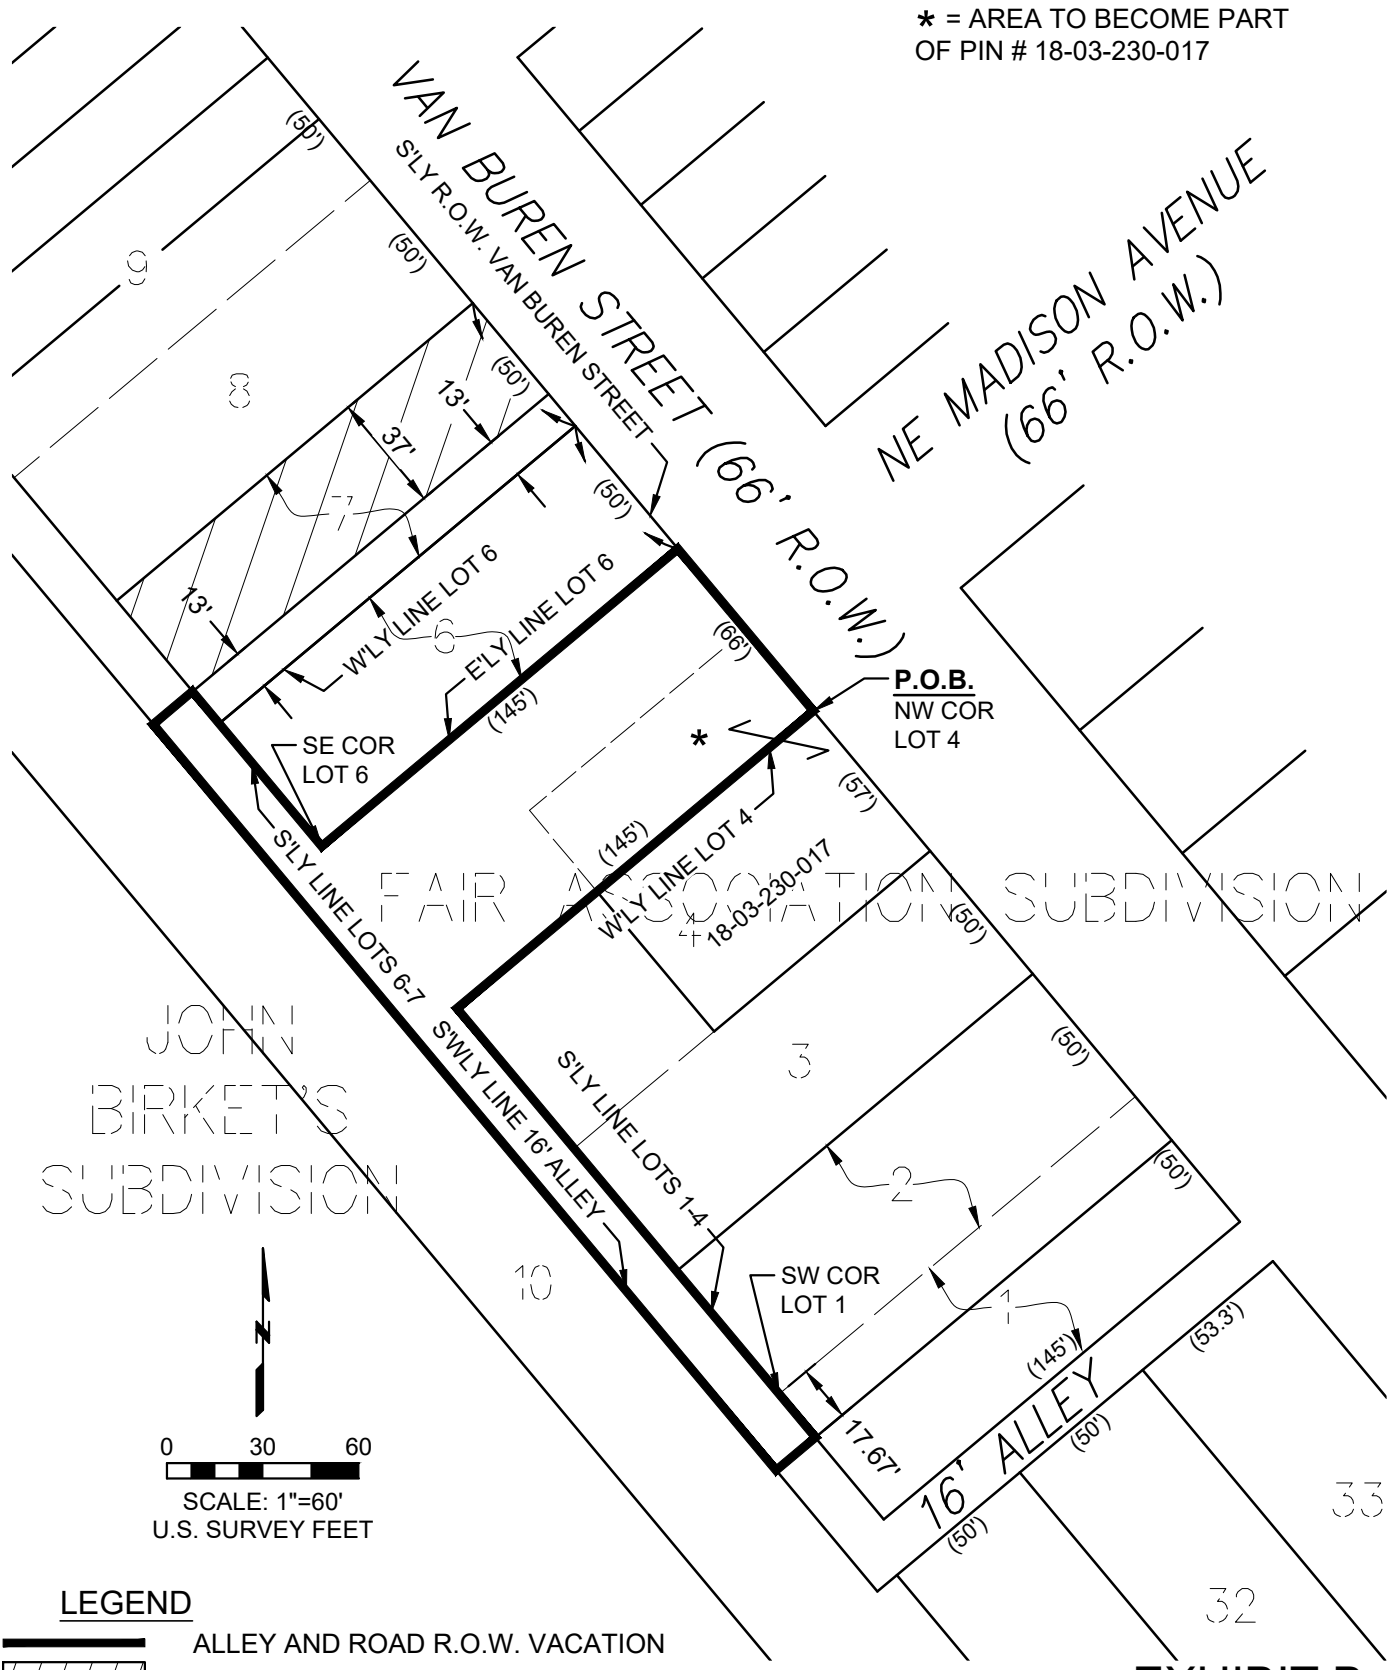 * = AREA TO BECOME PART
OF PIN # 18-03-230-017
VAN BUREN STREET (66' R.O.W.)
S'LY R.O.W. VAN BUREN STREET
NE MADISON AVENUE
(66' R.O.W.)
(50')
(50')
(50')
(50')
9
8
13'
37'
7
13'
W'LY LINE LOT 6
6
E'LY LINE LOT 6
(145')
(66')
P.O.B.
NW COR
LOT 4
*
SE COR
LOT 6
(57')
(145')
W'LY LINE LOT 4
18-03-230-017
4
S'LY LINE LOTS 6-7
FAIR ASSOCIATION SUBDIVISION
(50')
JOHN
BIRKET'S
SUBDIVISION
S'WLY LINE 16' ALLEY
S'LY LINE LOTS 1-4
3
(50')
2
(50')
10
SW COR
LOT 1
1
(145')
(53.3')
17.67'
16' ALLEY
(50')
(50')
33
32
N
0 30 60
SCALE: 1"=60'
U.S. SURVEY FEET
LEGEND
ALLEY AND ROAD R.O.W. VACATION